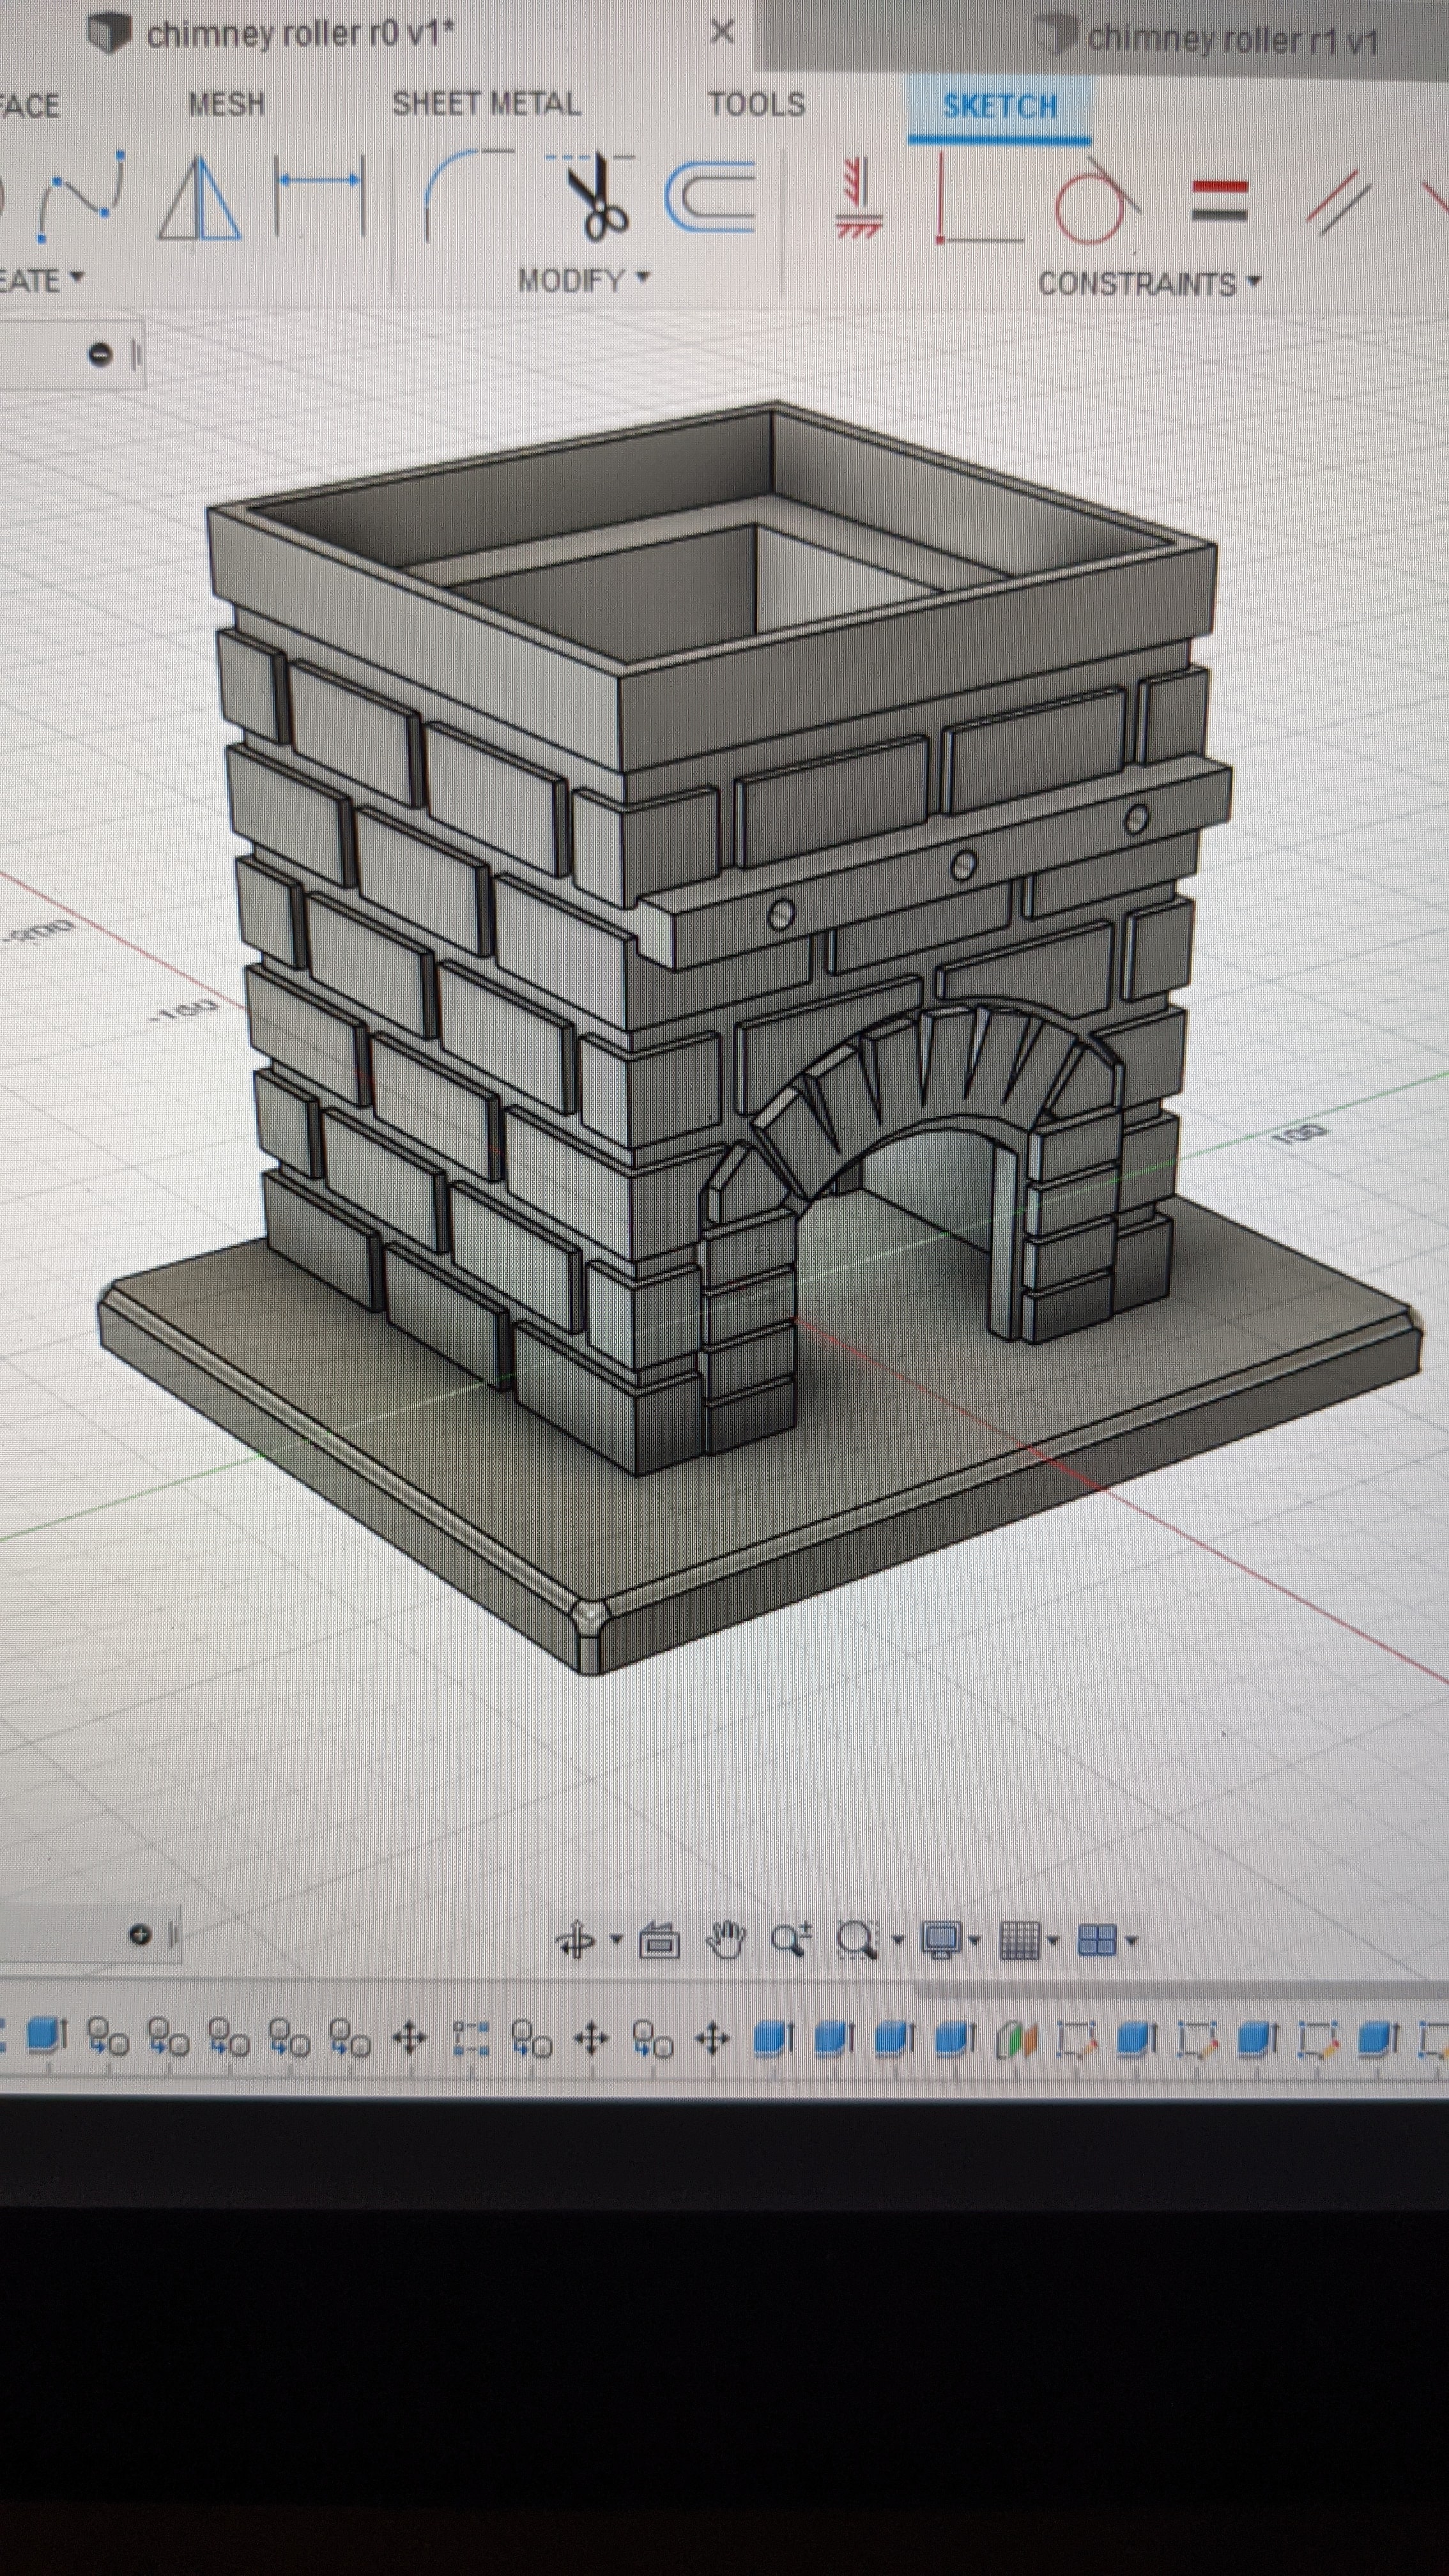 chimney roller r0 v1*
chimney roller r1 v1
FACE MESH SHEET METAL TOOLS SKETCH
EATE MODIFY CONSTRAINTS
-200
-150
100